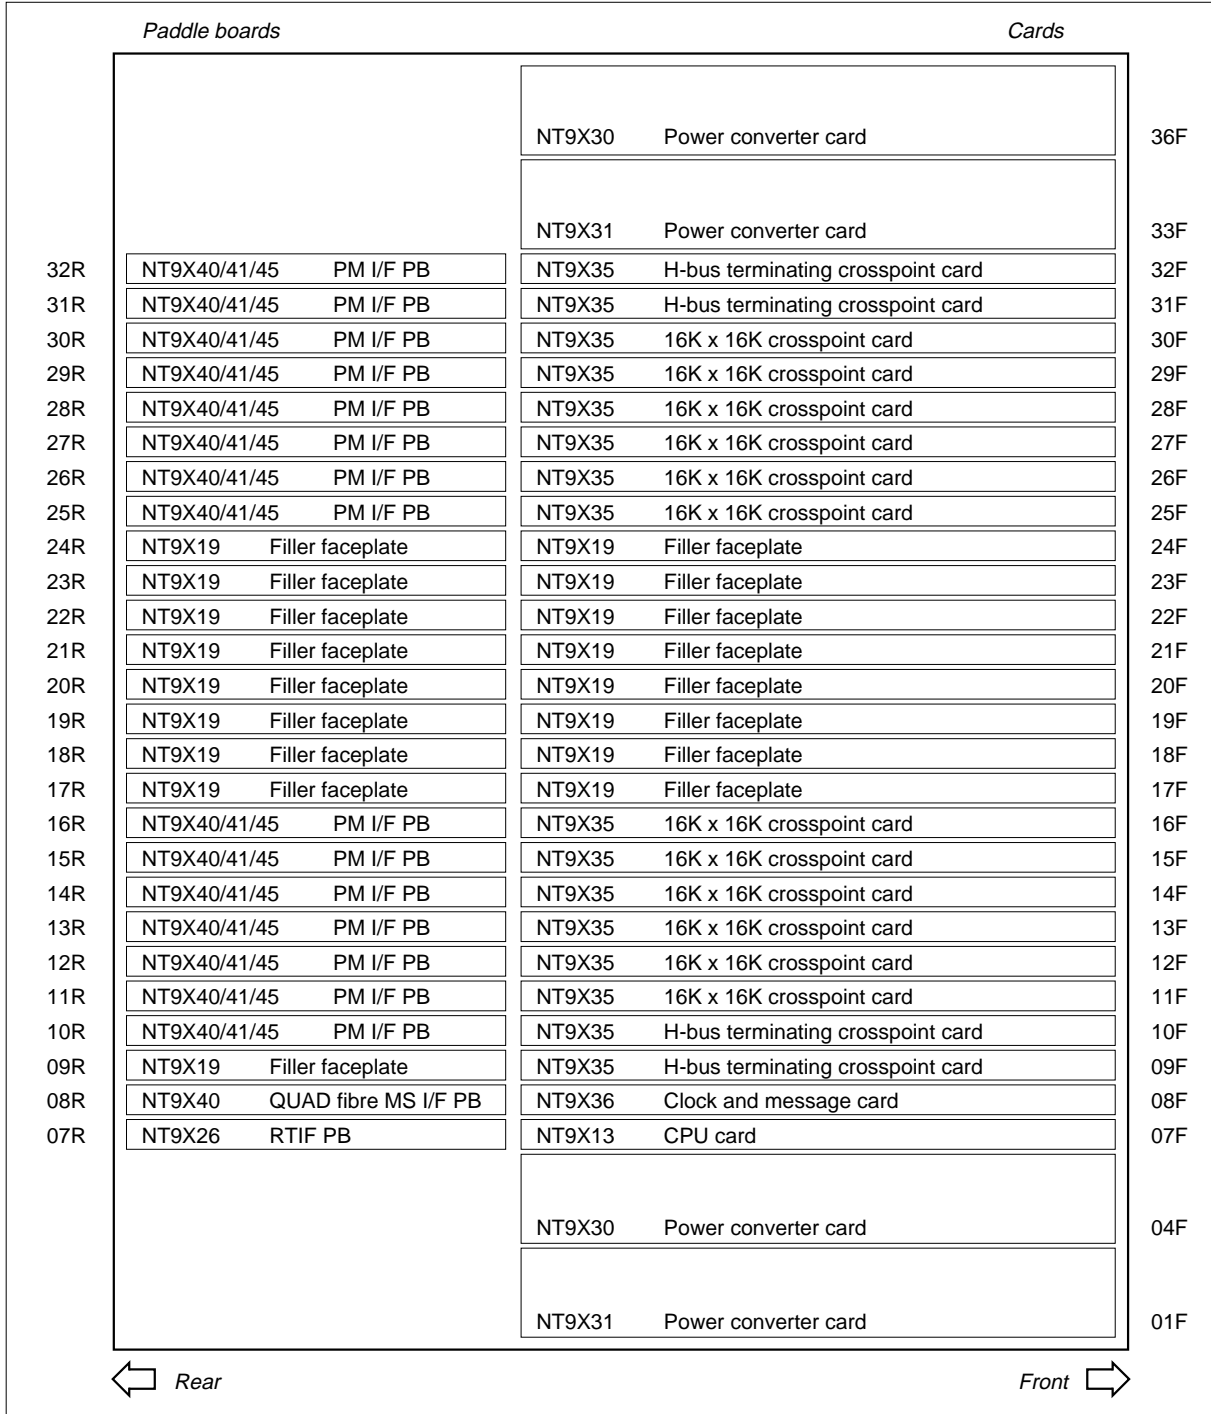 Paddle boards Cards
NT9X30 Power converter card 36F
NT9X31 Power converter card 33F
32R NT9X40/41/45 PM I/F PB NT9X35 H-bus terminating crosspoint card 32F
31R NT9X40/41/45 PM I/F PB NT9X35 H-bus terminating crosspoint card 31F
30R NT9X40/41/45 PM I/F PB NT9X35 16K x 16K crosspoint card 30F
29R NT9X40/41/45 PM I/F PB NT9X35 16K x 16K crosspoint card 29F
28R NT9X40/41/45 PM I/F PB NT9X35 16K x 16K crosspoint card 28F
27R NT9X40/41/45 PM I/F PB NT9X35 16K x 16K crosspoint card 27F
26R NT9X40/41/45 PM I/F PB NT9X35 16K x 16K crosspoint card 26F
25R NT9X40/41/45 PM I/F PB NT9X35 16K x 16K crosspoint card 25F
24R NT9X19 Filler faceplate NT9X19 Filler faceplate 24F
23R NT9X19 Filler faceplate NT9X19 Filler faceplate 23F
22R NT9X19 Filler faceplate NT9X19 Filler faceplate 22F
21R NT9X19 Filler faceplate NT9X19 Filler faceplate 21F
20R NT9X19 Filler faceplate NT9X19 Filler faceplate 20F
19R NT9X19 Filler faceplate NT9X19 Filler faceplate 19F
18R NT9X19 Filler faceplate NT9X19 Filler faceplate 18F
17R NT9X19 Filler faceplate NT9X19 Filler faceplate 17F
16R NT9X40/41/45 PM I/F PB NT9X35 16K x 16K crosspoint card 16F
15R NT9X40/41/45 PM I/F PB NT9X35 16K x 16K crosspoint card 15F
14R NT9X40/41/45 PM I/F PB NT9X35 16K x 16K crosspoint card 14F
13R NT9X40/41/45 PM I/F PB NT9X35 16K x 16K crosspoint card 13F
12R NT9X40/41/45 PM I/F PB NT9X35 16K x 16K crosspoint card 12F
11R NT9X40/41/45 PM I/F PB NT9X35 16K x 16K crosspoint card 11F
10R NT9X40/41/45 PM I/F PB NT9X35 H-bus terminating crosspoint card 10F
09R NT9X19 Filler faceplate NT9X35 H-bus terminating crosspoint card 09F
08R NT9X40 QUAD fibre MS I/F PB NT9X36 Clock and message card 08F
07R NT9X26 RTIF PB NT9X13 CPU card 07F
NT9X30 Power converter card 04F
NT9X31 Power converter card 01F
Rear Front